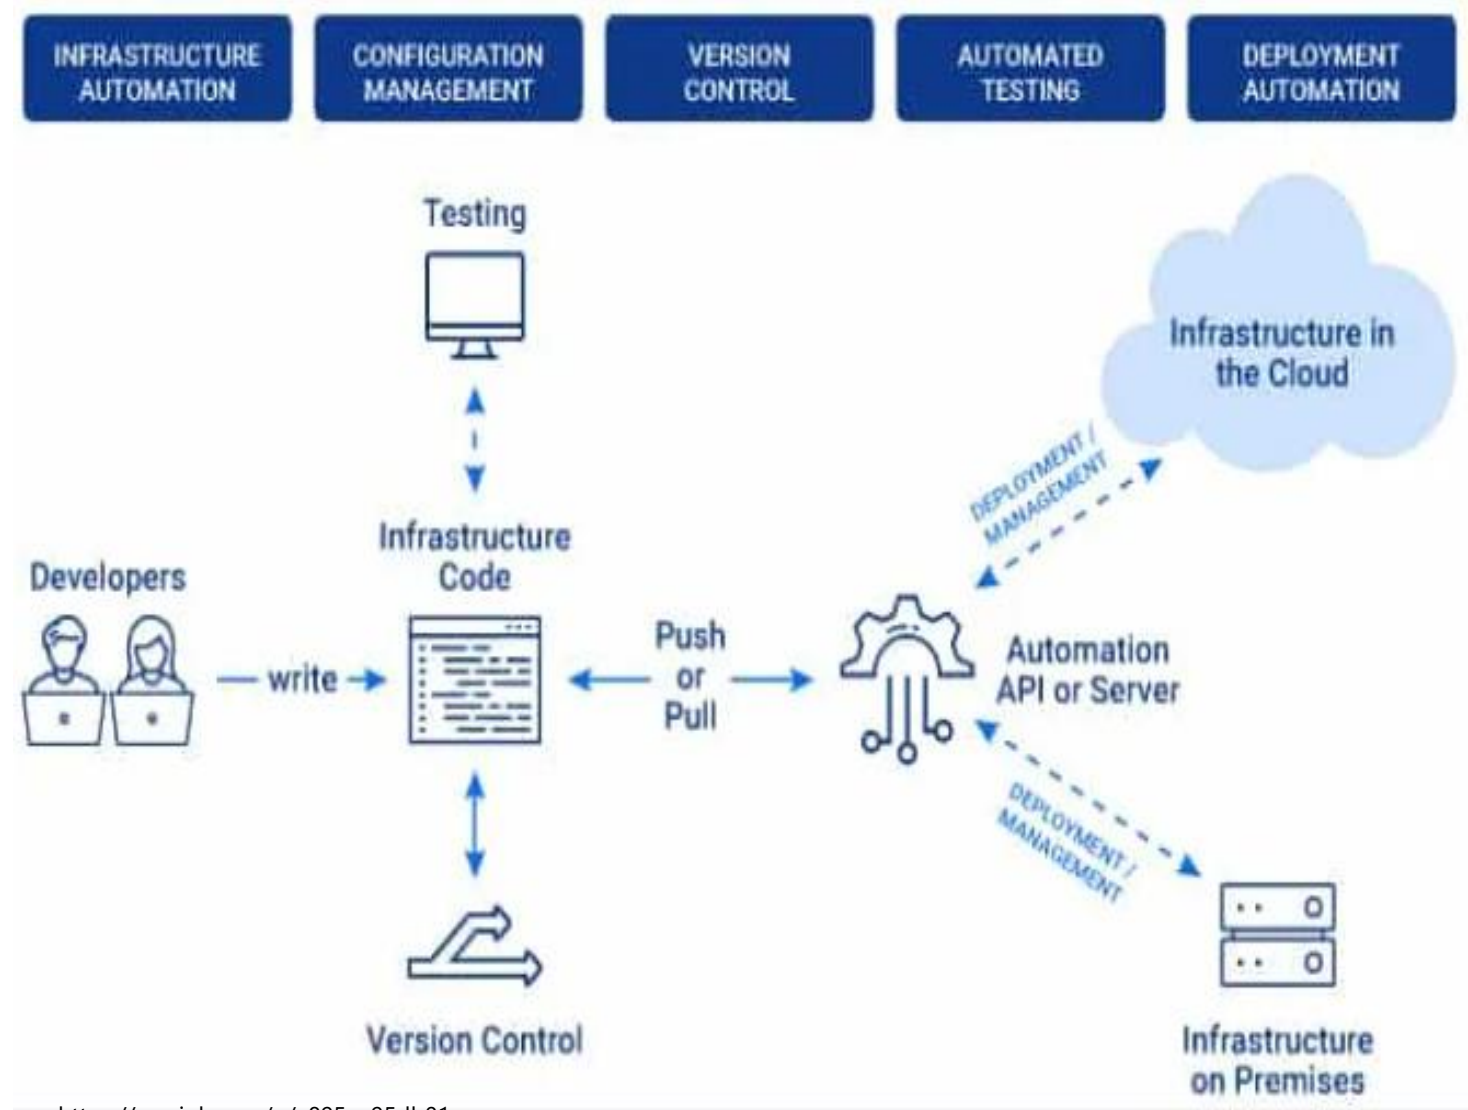 INFRASTRUCTURE
AUTOMATION
CONFIGURATION
MANAGEMENT
VERSION
CONTROL
AUTOMATED
TESTING
DEPLOYMENT
AUTOMATION
Testing
Infrastructure in
the Cloud
DEPLOYMENT /
MANAGEMENT
Infrastructure
Code
Developers
write
Push
or
Pull
Automation
API or Server
DEPLOYMENT /
MANAGEMENT
Version Control
Infrastructure
on Premises